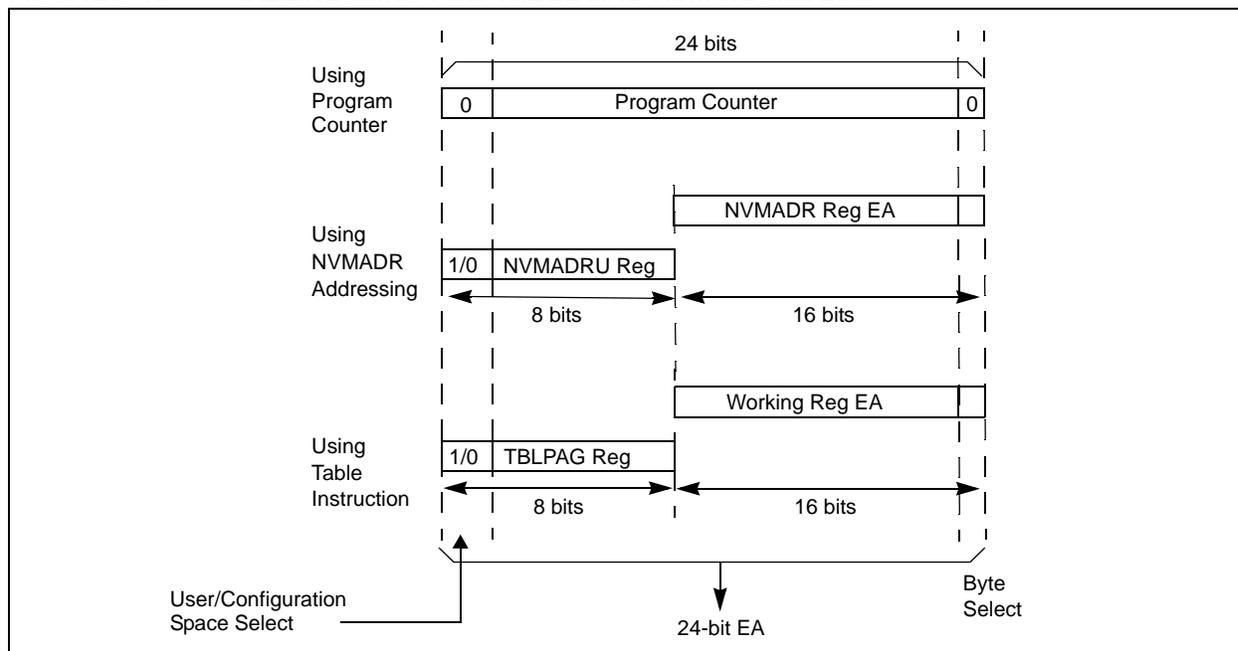 24 bits
Using
Program
Counter
0
Program Counter
0
NVMADR Reg EA
Using
NVMADR
Addressing
1/0
NVMADRU Reg
8 bits
16 bits
Working Reg EA
Using
Table
Instruction
1/0
TBLPAG Reg
8 bits
16 bits
User/Configuration
Space Select
24-bit EA
Byte
Select